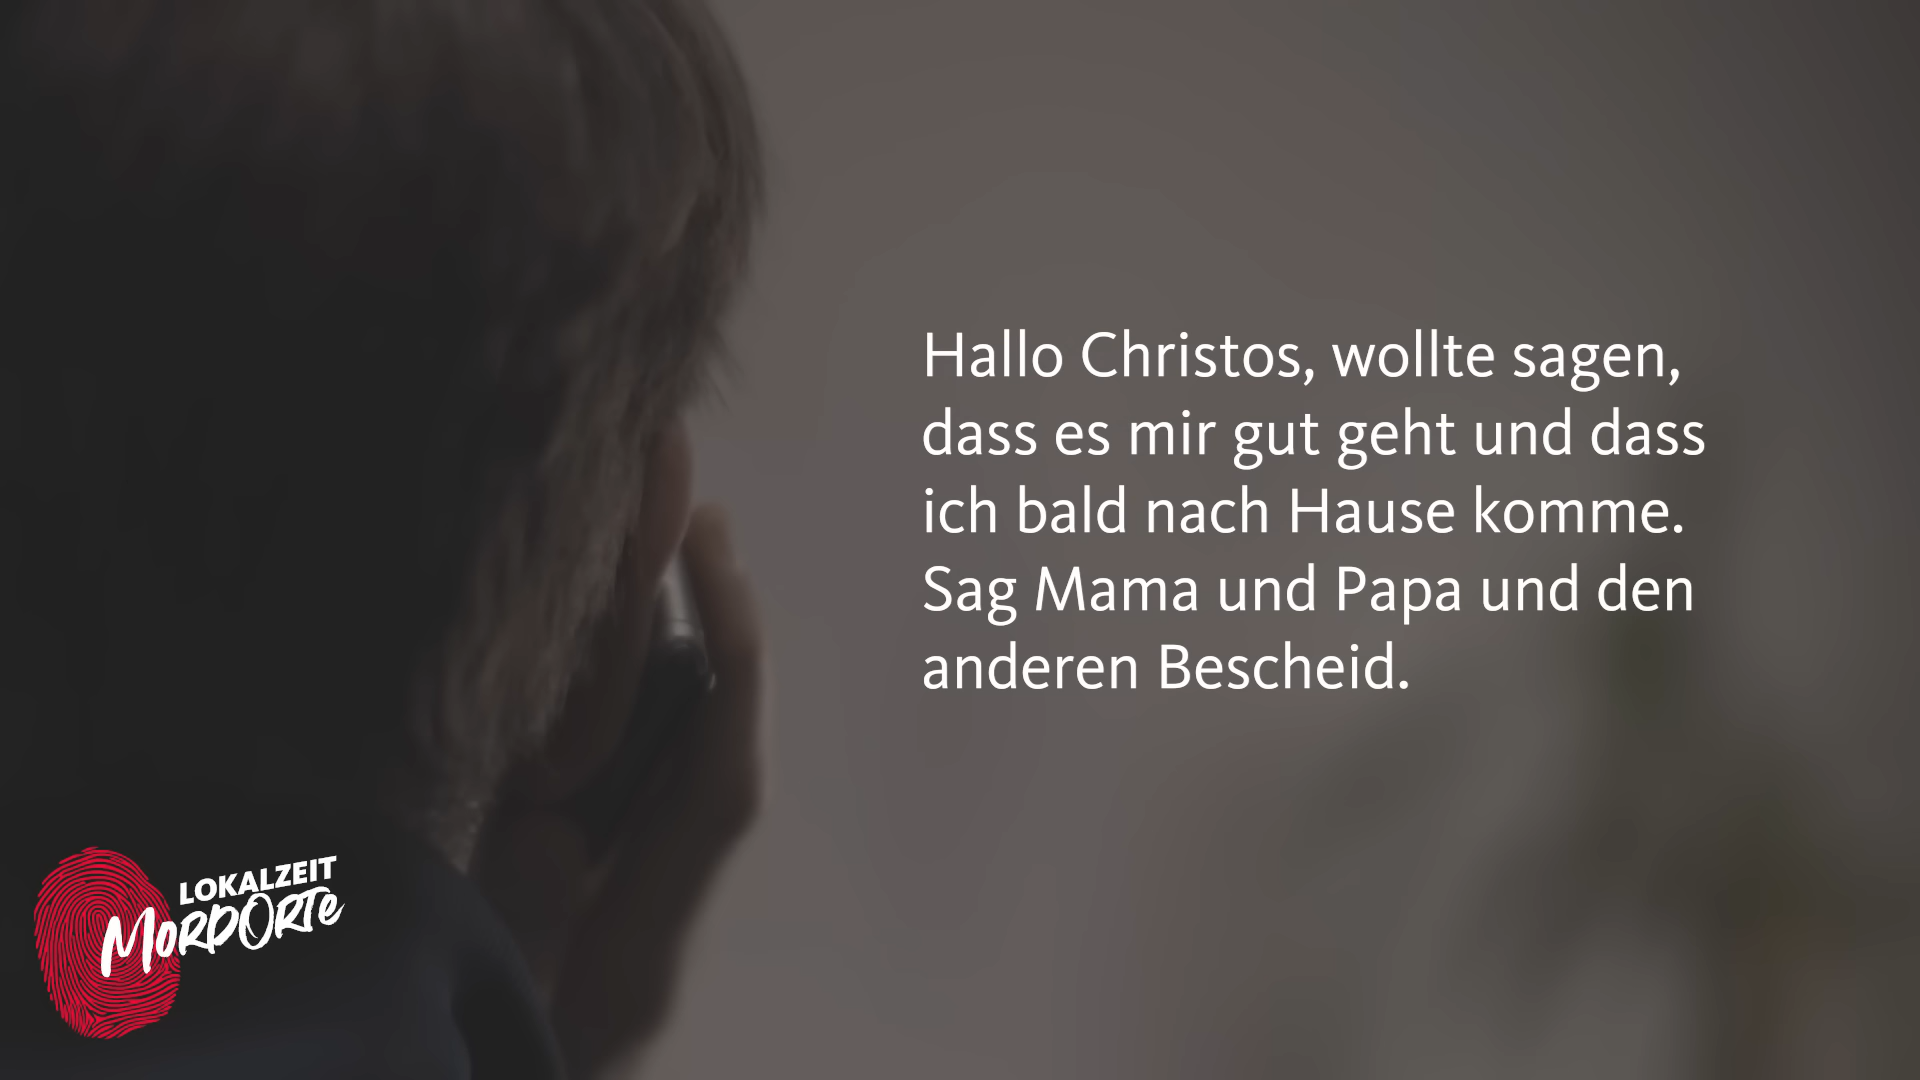 Hallo Christos, wollte sagen,
dass es mir gut geht und dass
ich bald nach Hause komme.
Sag Mama und Papa und den
anderen Bescheid.
LOKALZEIT
MORDORTE